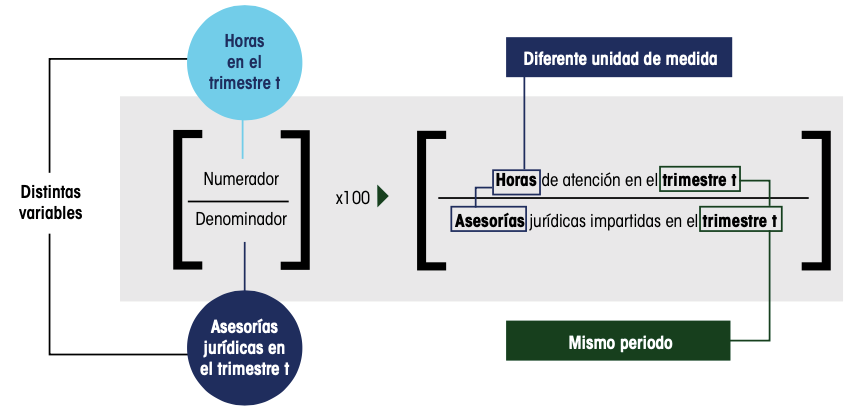 Horas
en el
trimestre t
Diferente unidad de medida
Distintas
variables
Numerador
Denominador
x100
Horas de atención en el trimestre t
Asesorías jurídicas impartidas en el trimestre t
Asesorías
jurídicas en
el trimestre t
Mismo periodo